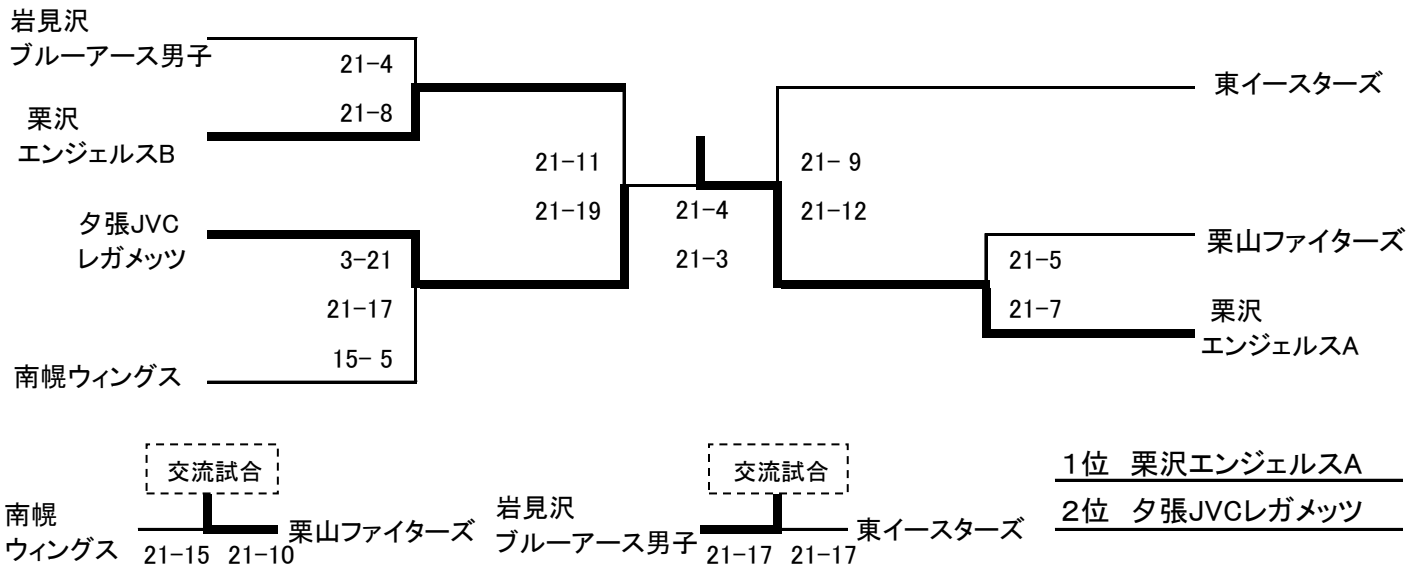 岩見沢
ブルーアース男子
21-4
21-8
栗沢
エンジェルスB
21-11
21-19
夕張JVC
レガメッツ
3-21
21-17
15- 5
南幌ウィングス
21-4
21-3
21- 9
21-12
東イースターズ
栗山ファイターズ
21-5
21-7
栗沢
エンジェルスA
交流試合
南幌
ウィングス
21-15 21-10
栗山ファイターズ
交流試合
岩見沢
ブルーアース男子
21-17 21-17
東イースターズ
1位 栗沢エンジェルスA
2位 夕張JVCレガメッツ